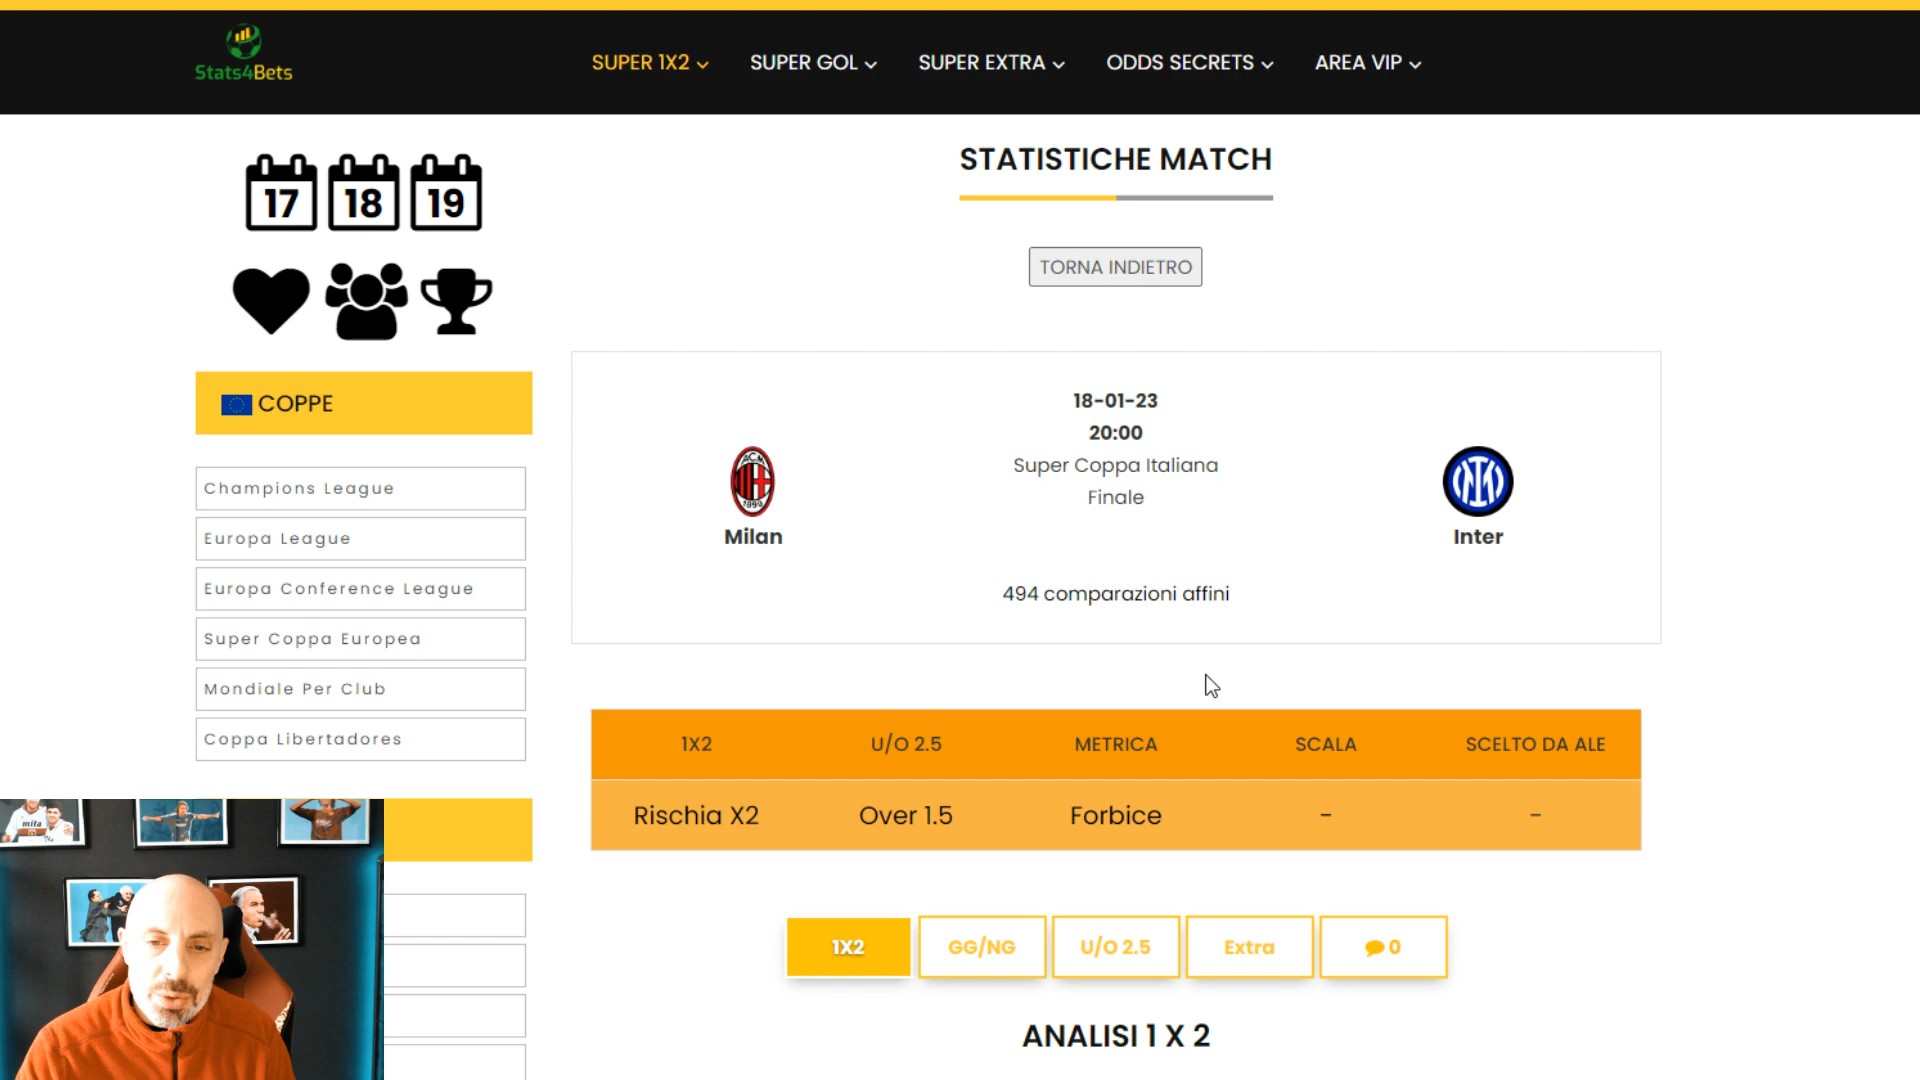 Stats4Bets
SUPER 1X2
SUPER GOL
SUPER EXTRA
ODDS SECRETS
AREA VIP
17 18 19
COPPE
Champions League
Europa League
Europa Conference League
Super Coppa Europea
Mondiale Per Club
Coppa Libertadores
mita
STATISTICHE MATCH
TORNA INDIETRO
18-01-23
20:00
Super Coppa Italiana
Finale
ACM
1899
Milan
Inter
494 comparazioni affini
1X2 U/O 2.5 METRICA SCALA SCELTO DA ALE
Rischia X2 Over 1.5 Forbice - -
1X2 GG/NG U/O 2.5 Extra 0
ANALISI 1 X 2